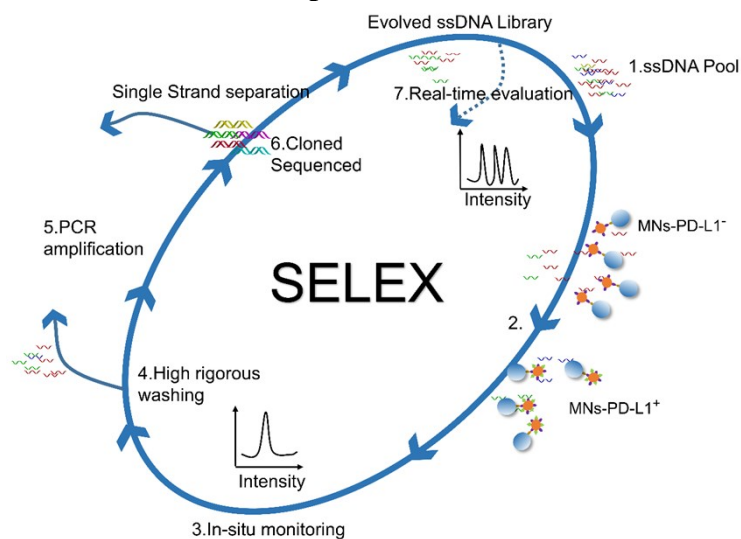 Evolved ssDNA Library
1.ssDNA Pool
Single Strand separation
7.Real-time evaluation
6.Cloned
Sequenced
Intensity
MNs-PD-L1⁻
5.PCR
amplification
SELEX
2.
4.High rigorous
washing
MNs-PD-L1⁺
Intensity
3.In-situ monitoring